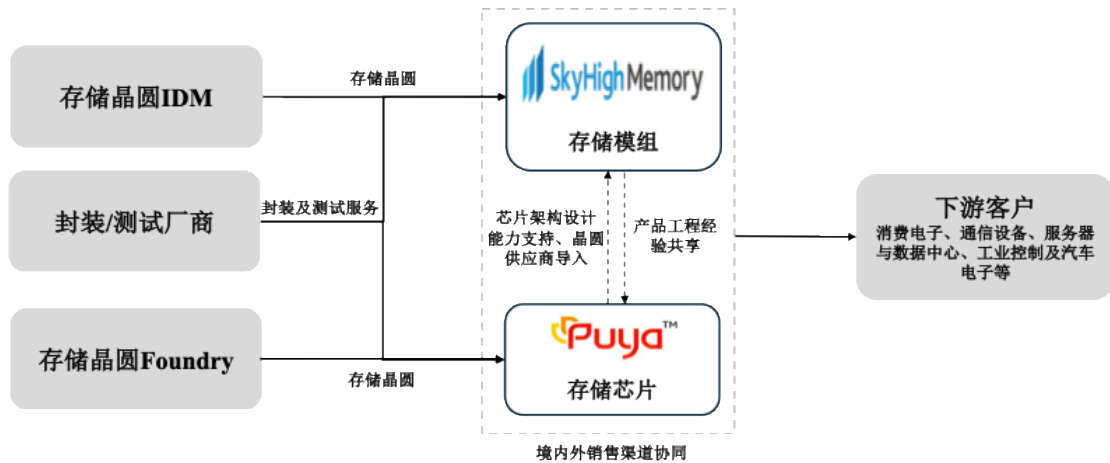 存储晶圆IDM
封装/测试厂商
存储晶圆Foundry
存储晶圆
封装及测试服务
存储晶圆
SkyHighMemory
存储模组
芯片架构设计
能力支持、晶圆
供应商导入
产品工程经
验共享
Puya™
存储芯片
境内外销售渠道协同
下游客户
消费电子、通信设备、服务器
与数据中心、工业控制及汽车
电子等